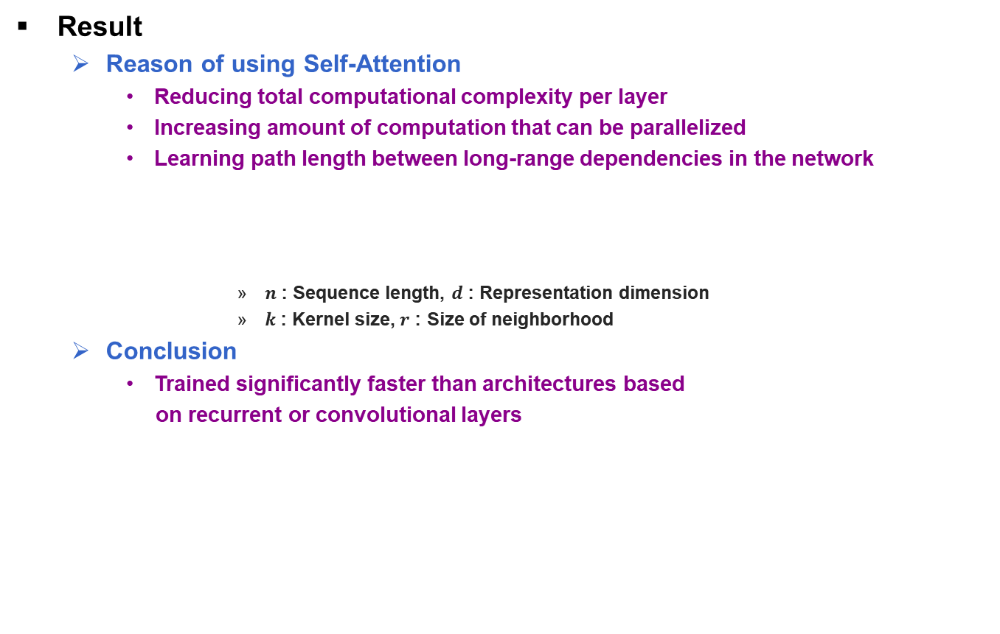 ▪ Result
➢ Reason of using Self-Attention
• Reducing total computational complexity per layer
• Increasing amount of computation that can be parallelized
• Learning path length between long-range dependencies in the network
» n : Sequence length, d : Representation dimension
» k : Kernel size, r : Size of neighborhood
➢ Conclusion
• Trained significantly faster than architectures based
on recurrent or convolutional layers